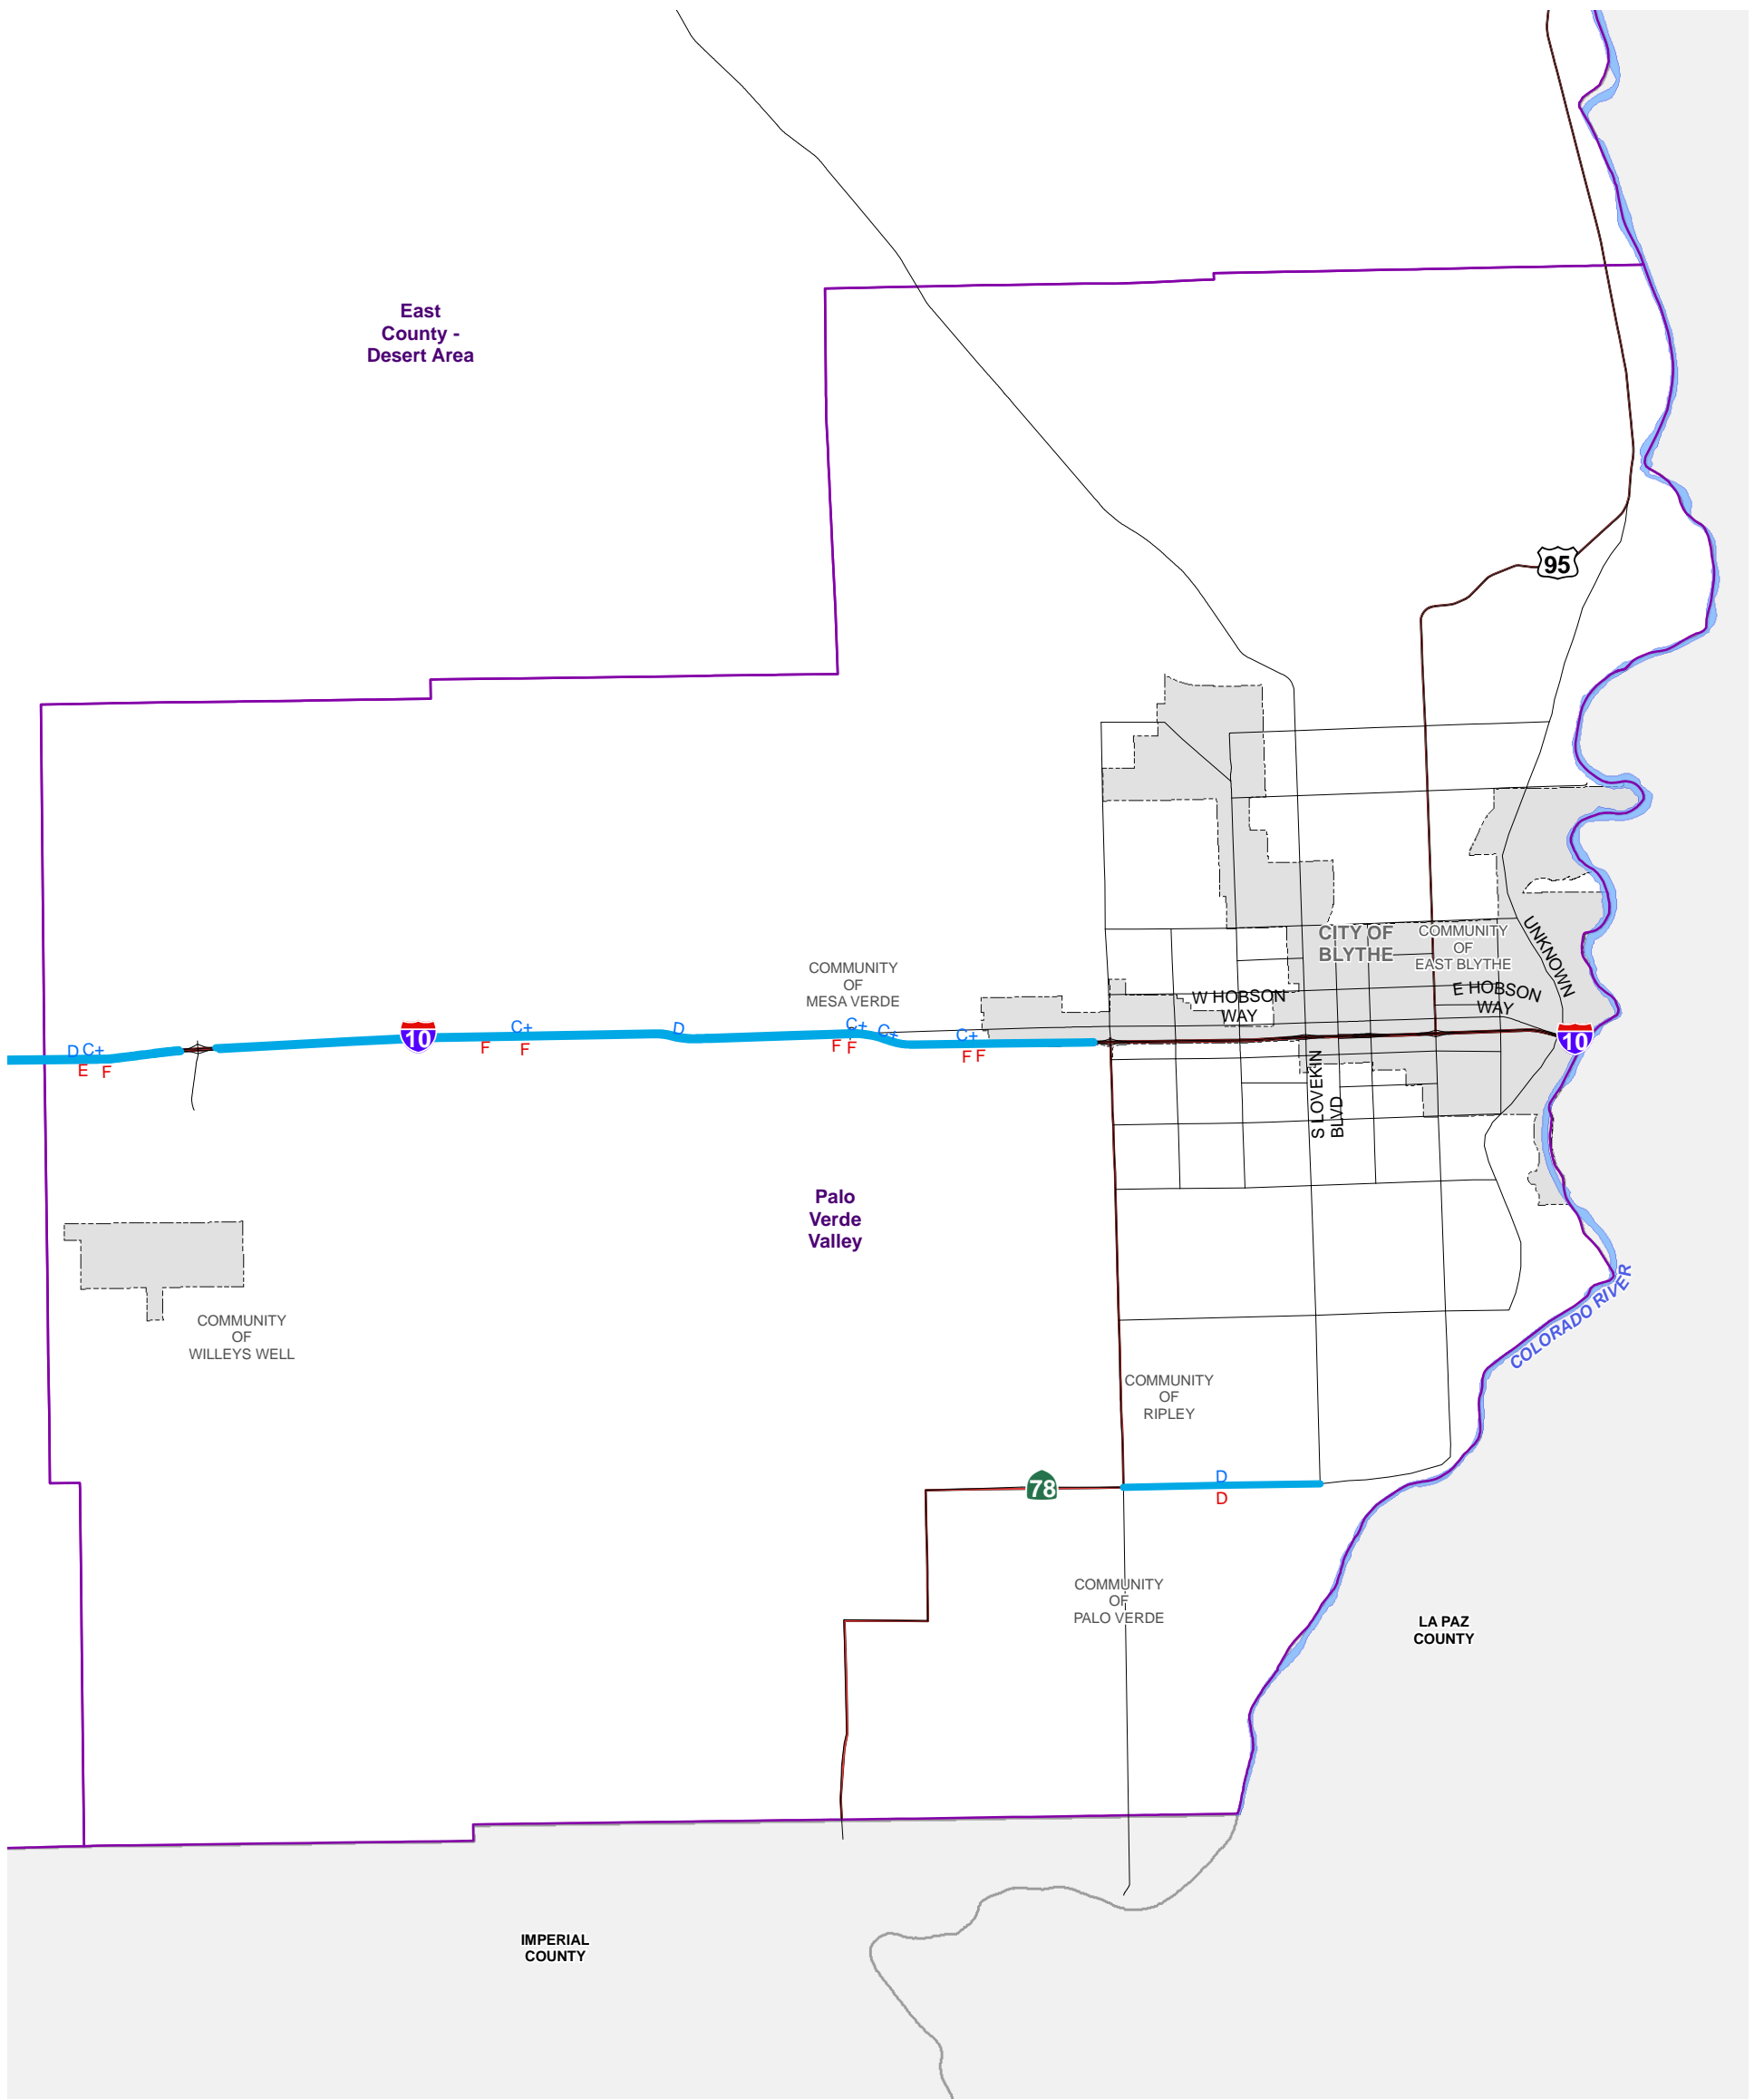 East
County -
Desert Area
95
CITY OF
BLYTHE
COMMUNITY
OF
EAST BLYTHE
UNKNOWN
COMMUNITY
OF
MESA VERDE
W HOBSON
WAY
E HOBSON
WAY
D C+
E F
10
C+
F F
D
C+
C+
F F
C+
F F
10
S LOVEKIN
BLVD
Palo
Verde
Valley
COMMUNITY
OF
WILLEYS WELL
COLORADO RIVER
COMMUNITY
OF
RIPLEY
78
D
D
COMMUNITY
OF
PALO VERDE
LA PAZ
COUNTY
IMPERIAL
COUNTY